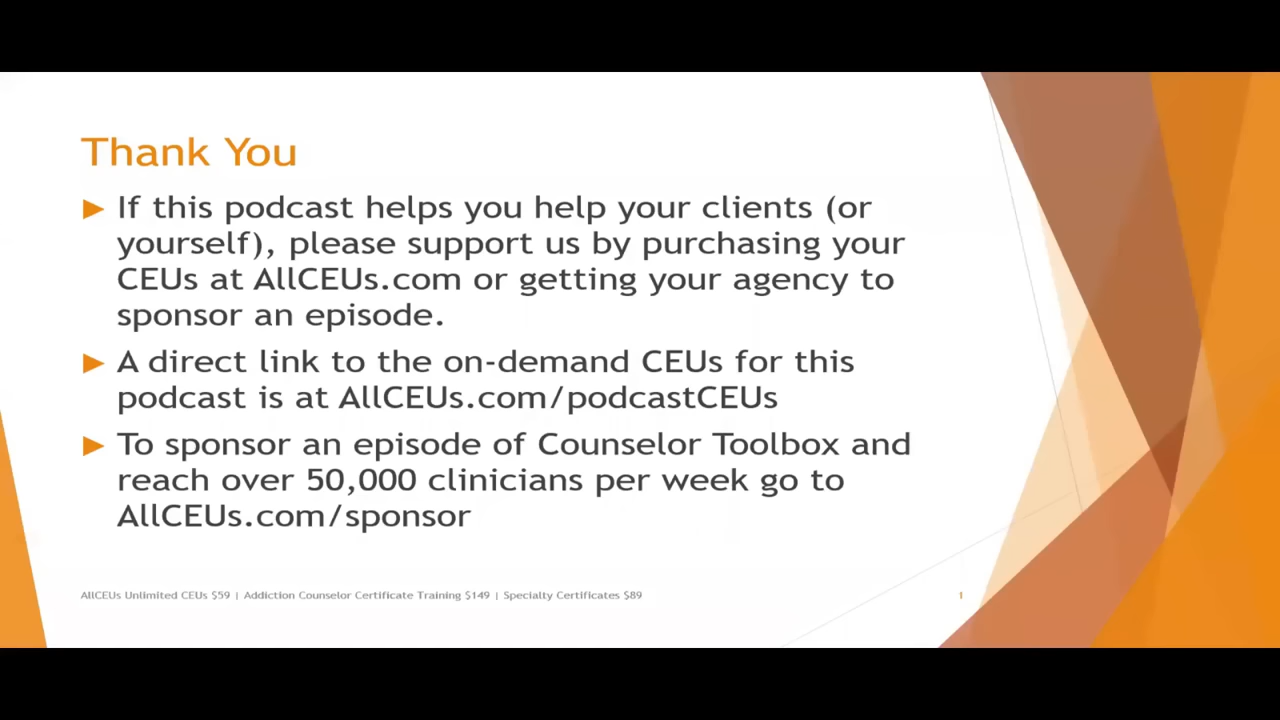 Thank You
If this podcast helps you help your clients (or
yourself), please support us by purchasing your
CEUs at AllCEUs.com or getting your agency to
sponsor an episode.
A direct link to the on-demand CEUs for this
podcast is at AllCEUs.com/podcastCEUs
To sponsor an episode of Counselor Toolbox and
reach over 50,000 clinicians per week go to
AllCEUs.com/sponsor
AllCEUs Unlimited CEUs $59 | Addiction Counselor Certificate Training $149 | Specialty Certificates $89
1